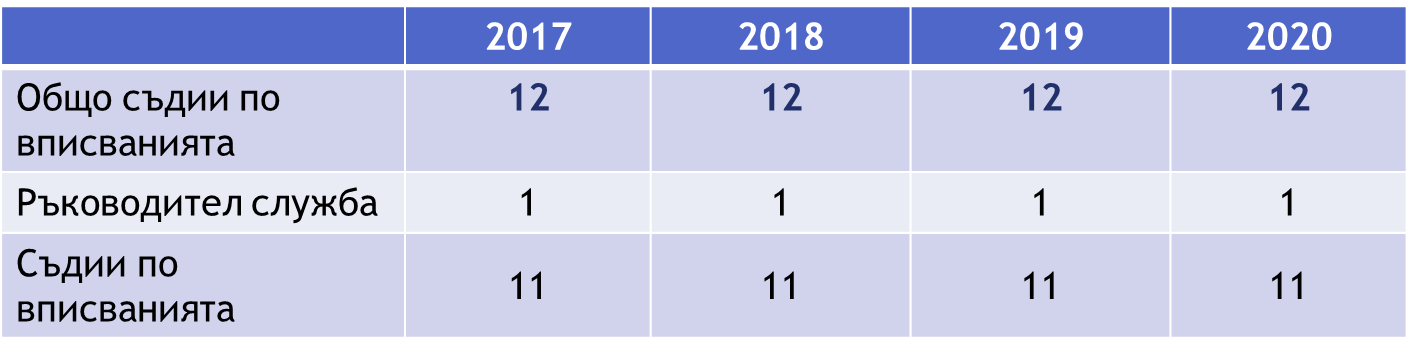 2017 2018 2019 2020
Общо съдии по 12 12 12 12
вписванията
Ръководител служба 1 1 1 1
Съдии по
вписванията 11 11 11 11